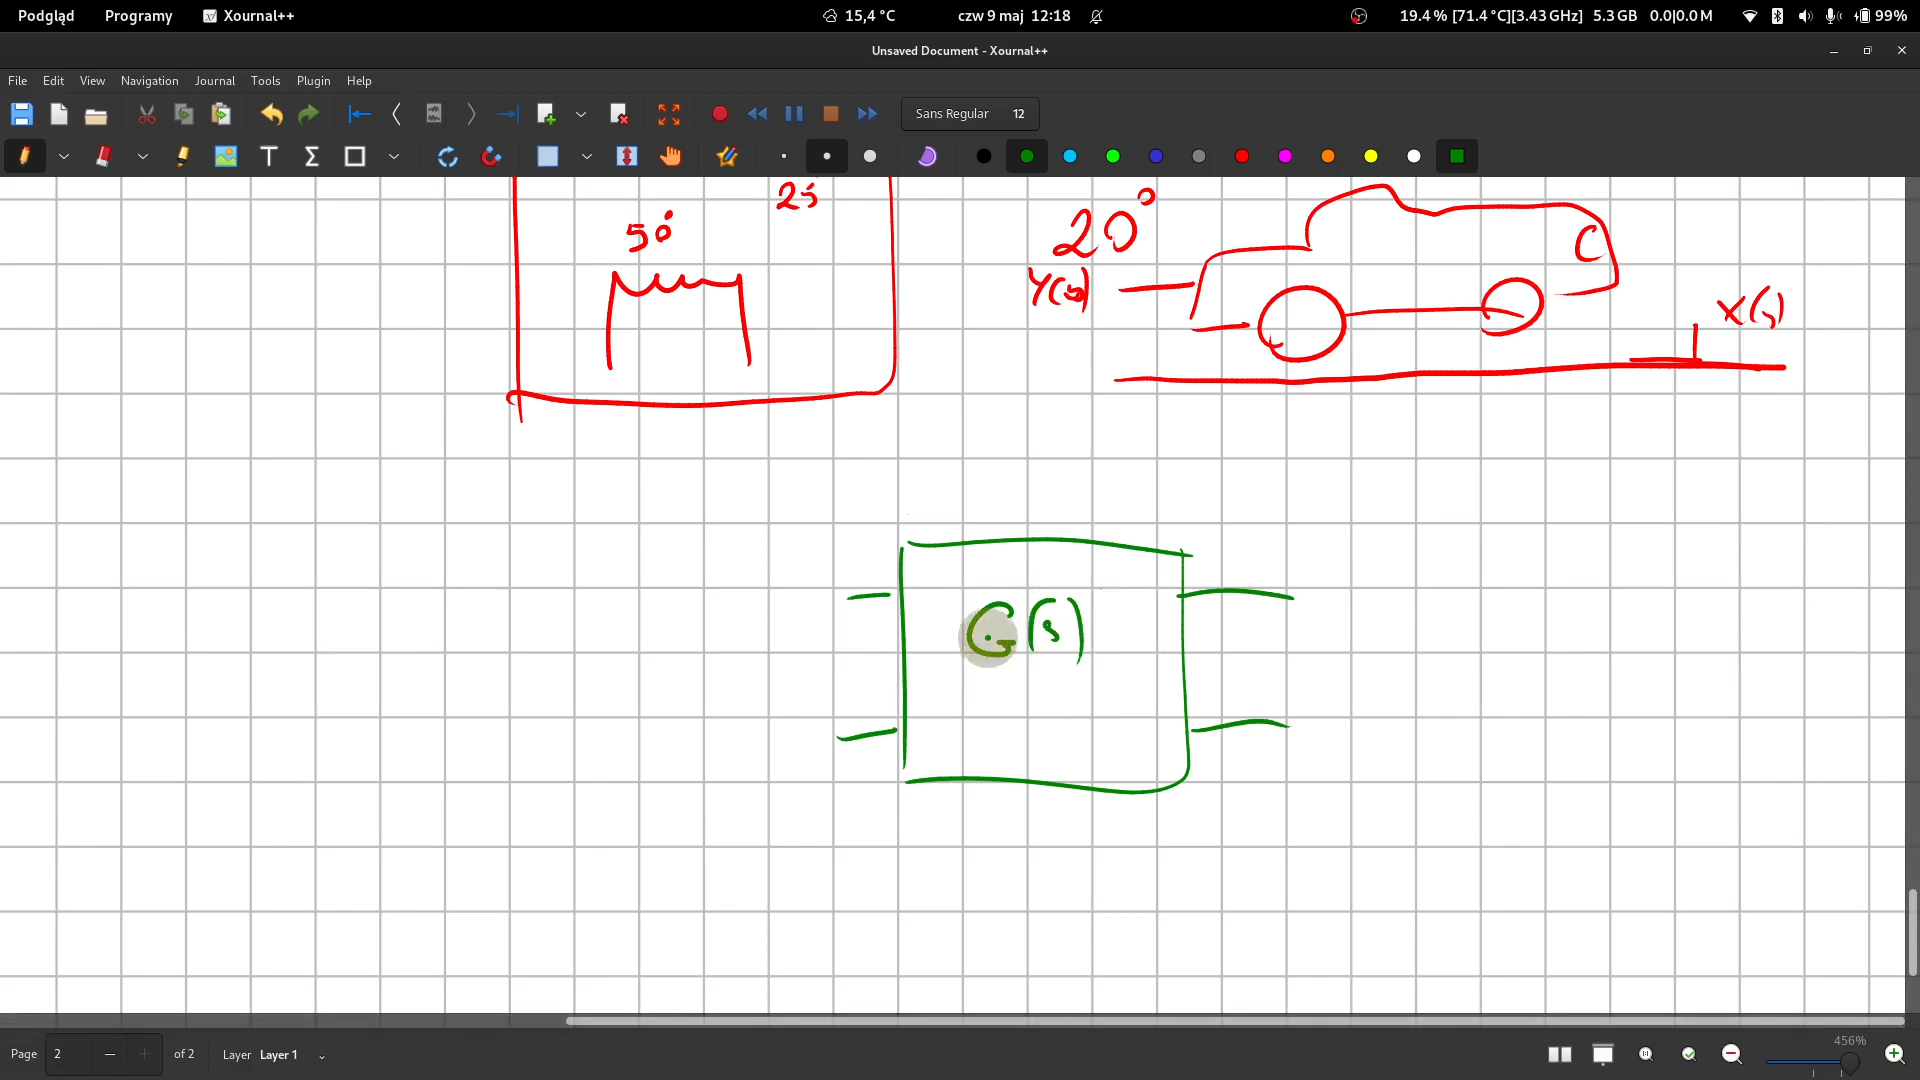 Podgląd Programy Xournal++ 15,4 °C czw 9 maj 12:18 19.4 % [71.4 °C][3.43 GHz] 5.3 GB 0.0|0.0 M 99%
Unsaved Document - Xournal++
File Edit View Navigation Journal Tools Plugin Help
Sans Regular 12
25
50°
20°
C
Y(s)
X(s)
G(s)
456%
Page 2 of 2 Layer Layer 1